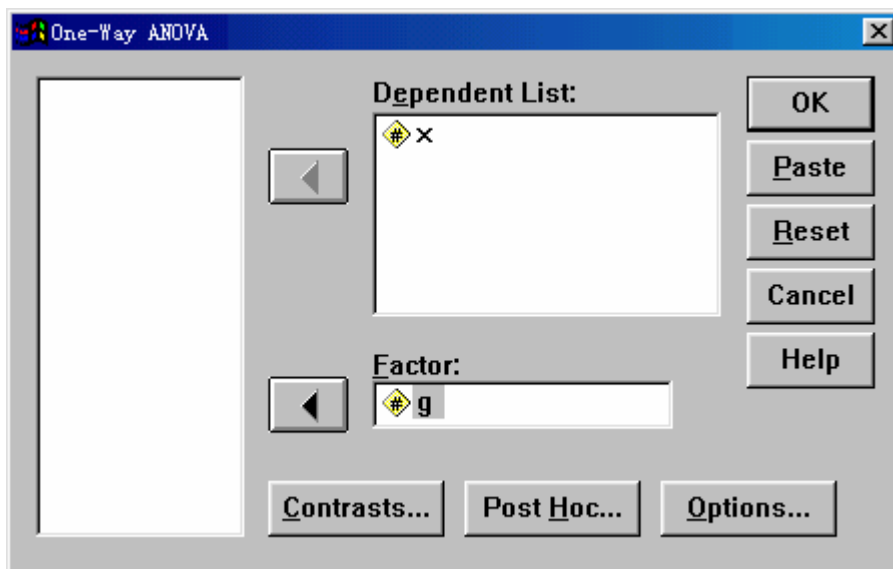 One-Way ANOVA
Dependent List:
# x
OK
Paste
Reset
Cancel
Help
Factor:
# g
Contrasts...
Post Hoc...
Options...